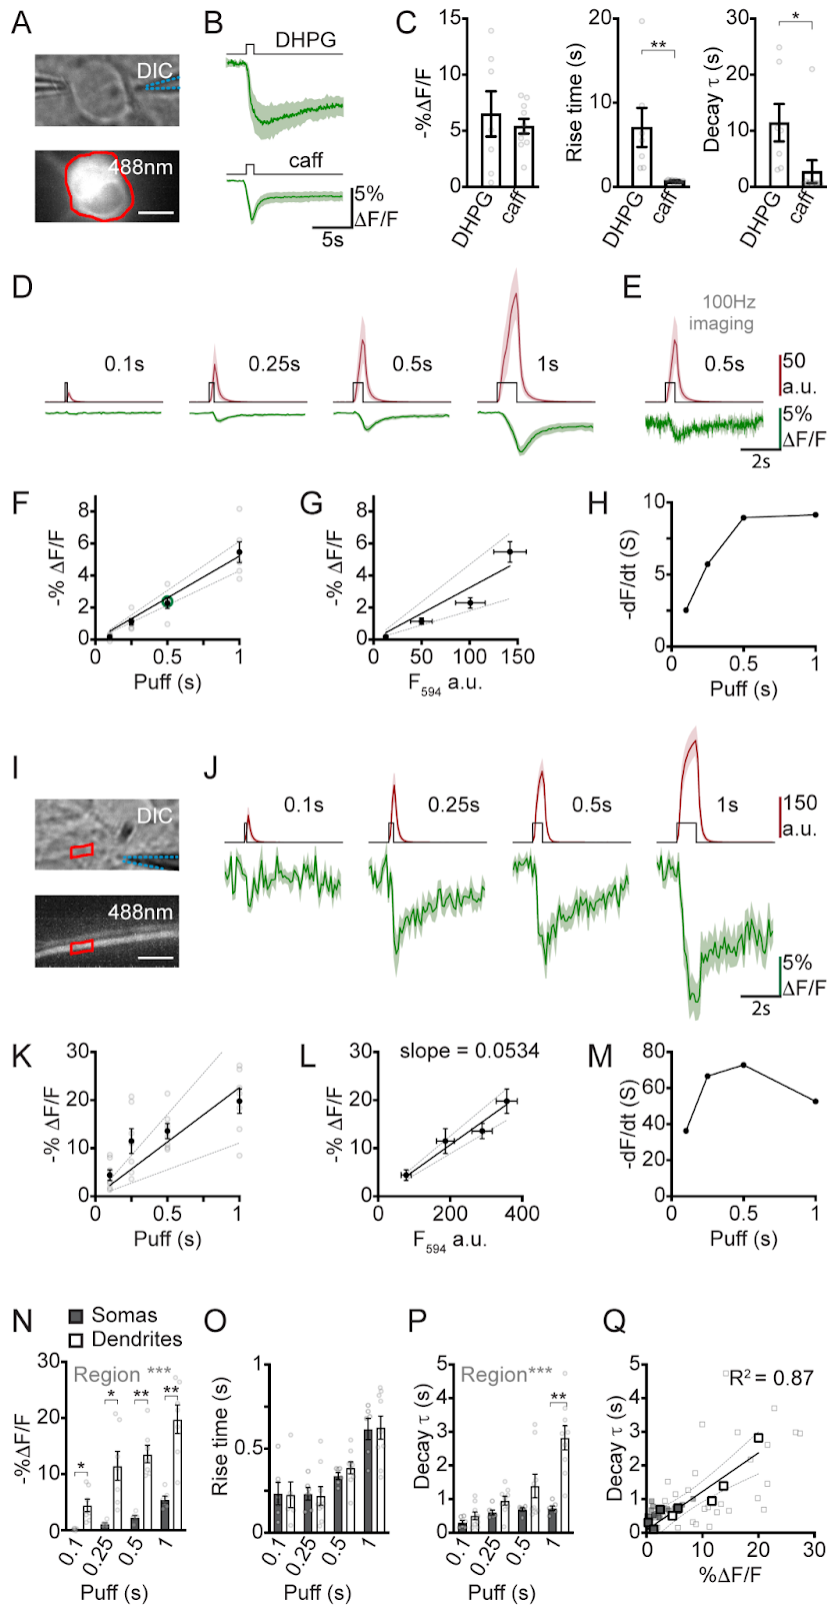 A
DIC
488nm
B
DHPG
caff
5%
ΔF/F
5s
C
-%ΔF/F
15
10
5
0
DHPG
caff
Rise time (s)
20
10
0
**
DHPG
caff
Decay τ (s)
30
20
10
0
*
DHPG
caff
D
0.1s
0.25s
0.5s
1s
E
100Hz
imaging
0.5s
50
a.u.
5%
ΔF/F
2s
F
-% ΔF/F
8
6
4
2
0
0
0.5
1
Puff (s)
G
-% ΔF/F
8
6
4
2
0
0
50
100
150
F594 a.u.
H
-dF/dt (S)
10
5
0
0
0.5
1
Puff (s)
I
DIC
488nm
J
0.1s
0.25s
0.5s
1s
150
a.u.
5%
ΔF/F
2s
K
-% ΔF/F
30
20
10
0
0
0.5
1
Puff (s)
L
slope = 0.0534
-% ΔF/F
30
20
10
0
0
200
400
F594 a.u.
M
-dF/dt (S)
80
60
40
20
0
0
0.5
1
Puff (s)
N
Somas
Dendrites
Region ***
-%ΔF/F
30
20
10
0
*
*
**
**
0.1
0.25
0.5
1
Puff (s)
O
Rise time (s)
1
0.5
0
0.1
0.25
0.5
1
Puff (s)
P
Region***
Decay τ (s)
5
4
3
2
1
0
**
0.1
0.25
0.5
1
Puff (s)
Q
R2 = 0.87
Decay τ (s)
5
4
3
2
1
0
0
10
20
30
%ΔF/F